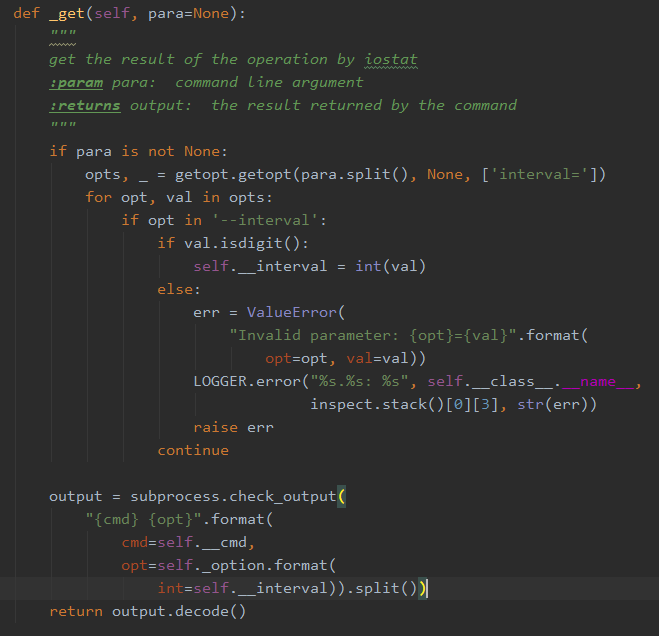 def _get(self, para=None):
    """
    get the result of the operation by iostat
    :param para:  command line argument
    :returns output:  the result returned by the command
    """
    if para is not None:
        opts, _ = getopt.getopt(para.split(), None, ['interval='])
        for opt, val in opts:
            if opt in '--interval':
                if val.isdigit():
                    self.__interval = int(val)
                else:
                    err = ValueError(
                        "Invalid parameter: {opt}={val}".format(
                            opt=opt, val=val))
                    LOGGER.error("%s.%s: %s", self.__class__.__name__,
                                 inspect.stack()[0][3], str(err))
                    raise err
                continue

    output = subprocess.check_output(
        "{cmd} {opt}".format(
            cmd=self.__cmd,
            opt=self._option.format(
                int=self.__interval)).split())
    return output.decode()